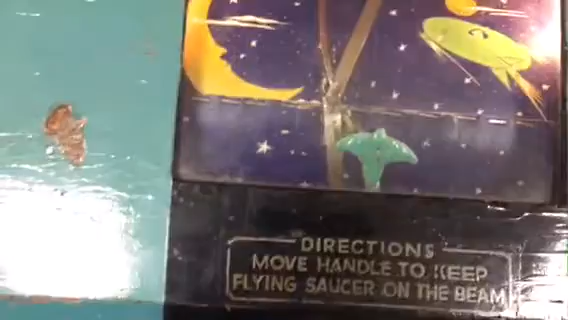 DIRECTIONS
MOVE HANDLE TO KEEP
FLYING SAUCER ON THE BEAM